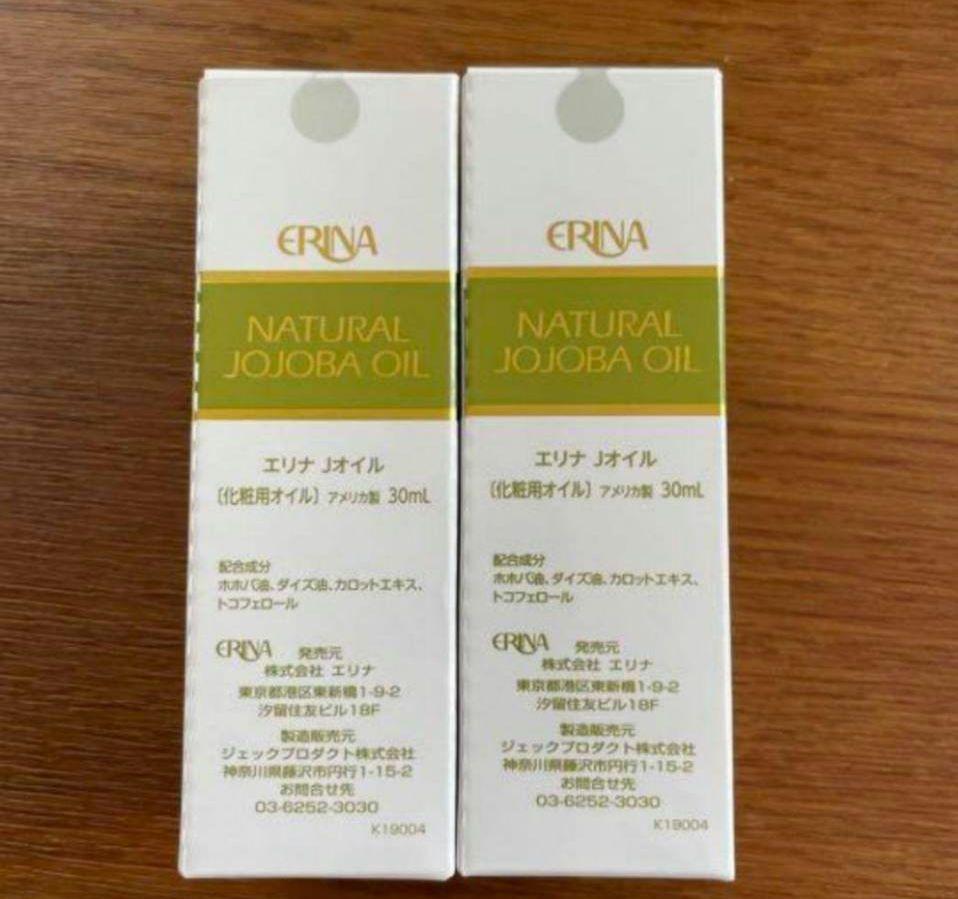 ERINA
NATURAL
JOJOBA OIL
エリナ Jオイル
〔化粧用オイル〕 アメリカ製 30mL
配合成分
ホホバ油、ダイズ油、カロットエキス、
トコフェロール
ERINA 発売元
株式会社 エリナ
東京都港区東新橋1-9-2
汐留住友ビル18F
製造販売元
ジェックプロダクト株式会社
神奈川県藤沢市円行1-15-2
お問合せ先
03-6252-3030
K19004
ERINA
NATURAL
JOJOBA OIL
エリナ Jオイル
〔化粧用オイル〕 アメリカ製 30mL
配合成分
ホホバ油、ダイズ油、カロットエキス、
トコフェロール
ERINA 発売元
株式会社 エリナ
東京都港区東新橋1-9-2
汐留住友ビル18F
製造販売元
ジェックプロダクト株式会社
神奈川県藤沢市円行1-15-2
お問合せ先
03-6252-3030
K19004